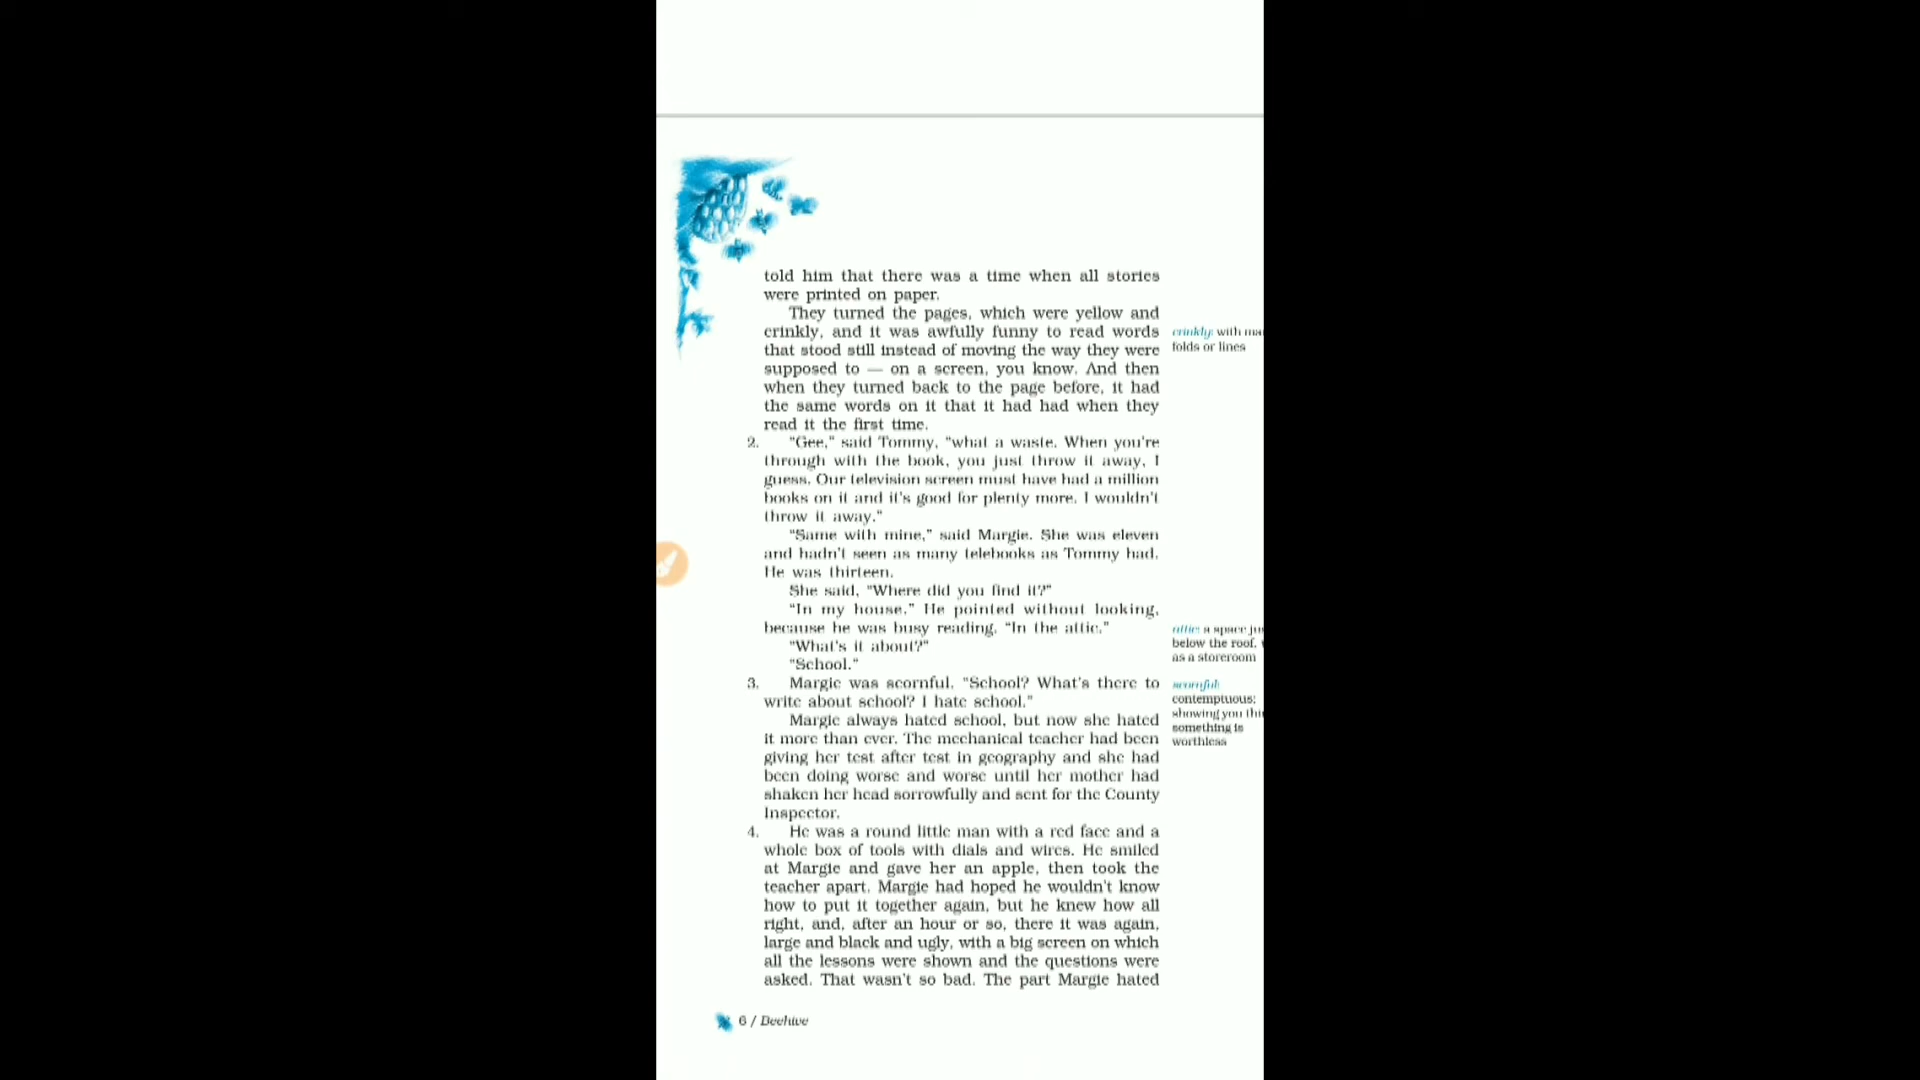 told him that there was a time when all stories
were printed on paper.
They turned the pages, which were yellow and
crinkly, and it was awfully funny to read words
that stood still instead of moving the way they were
supposed to — on a screen, you know. And then
when they turned back to the page before, it had
the same words on it that it had had when they
read it the first time.
2. "Gee," said Tommy, "what a waste. When you're
through with the book, you just throw it away, I
guess. Our television screen must have had a million
books on it and it's good for plenty more. I wouldn't
throw it away."
"Same with mine," said Margie. She was eleven
and hadn't seen as many telebooks as Tommy had.
He was thirteen.
She said, "Where did you find it?"
"In my house." He pointed without looking,
because he was busy reading. "In the attic."
"What's it about?"
"School."
3. Margie was scornful. "School? What's there to
write about school? I hate school."
Margie always hated school, but now she hated
it more than ever. The mechanical teacher had been
giving her test after test in geography and she had
been doing worse and worse until her mother had
shaken her head sorrowfully and sent for the County
Inspector.
4. He was a round little man with a red face and a
whole box of tools with dials and wires. He smiled
at Margie and gave her an apple, then took the
teacher apart. Margie had hoped he wouldn't know
how to put it together again, but he knew how all
right, and, after an hour or so, there it was again,
large and black and ugly, with a big screen on which
all the lessons were shown and the questions were
asked. That wasn't so bad. The part Margie hated
crinkly: with
folds or lines
attic: a space
below the roof,
as a storeroom
scornful:
contemptuous;
showing you
something is
worthless
6 / Beehive